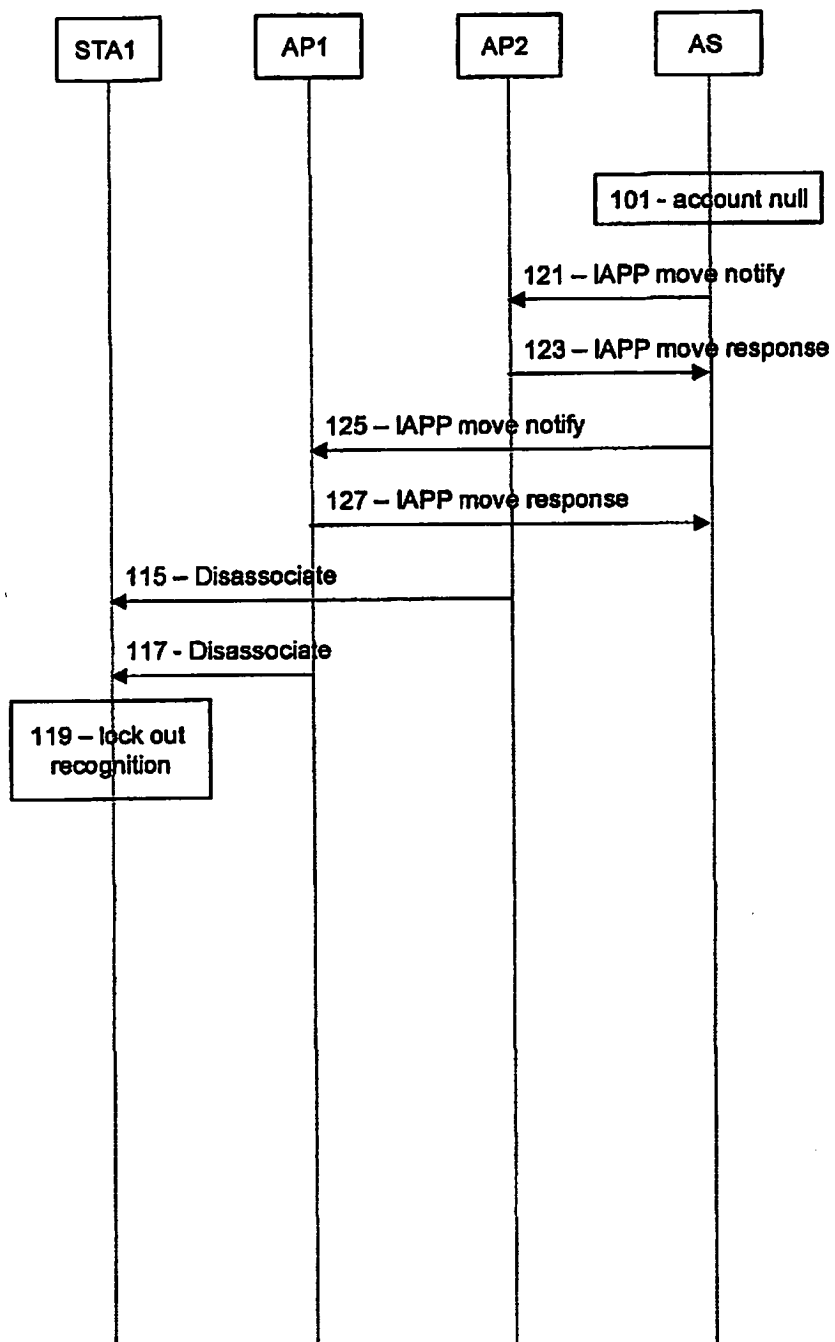 STA1
AP1
AP2
AS
101 - account null
121 – IAPP move notify
123 – IAPP move response
125 – IAPP move notify
127 – IAPP move response
115 – Disassociate
117 - Disassociate
119 – lock out
recognition